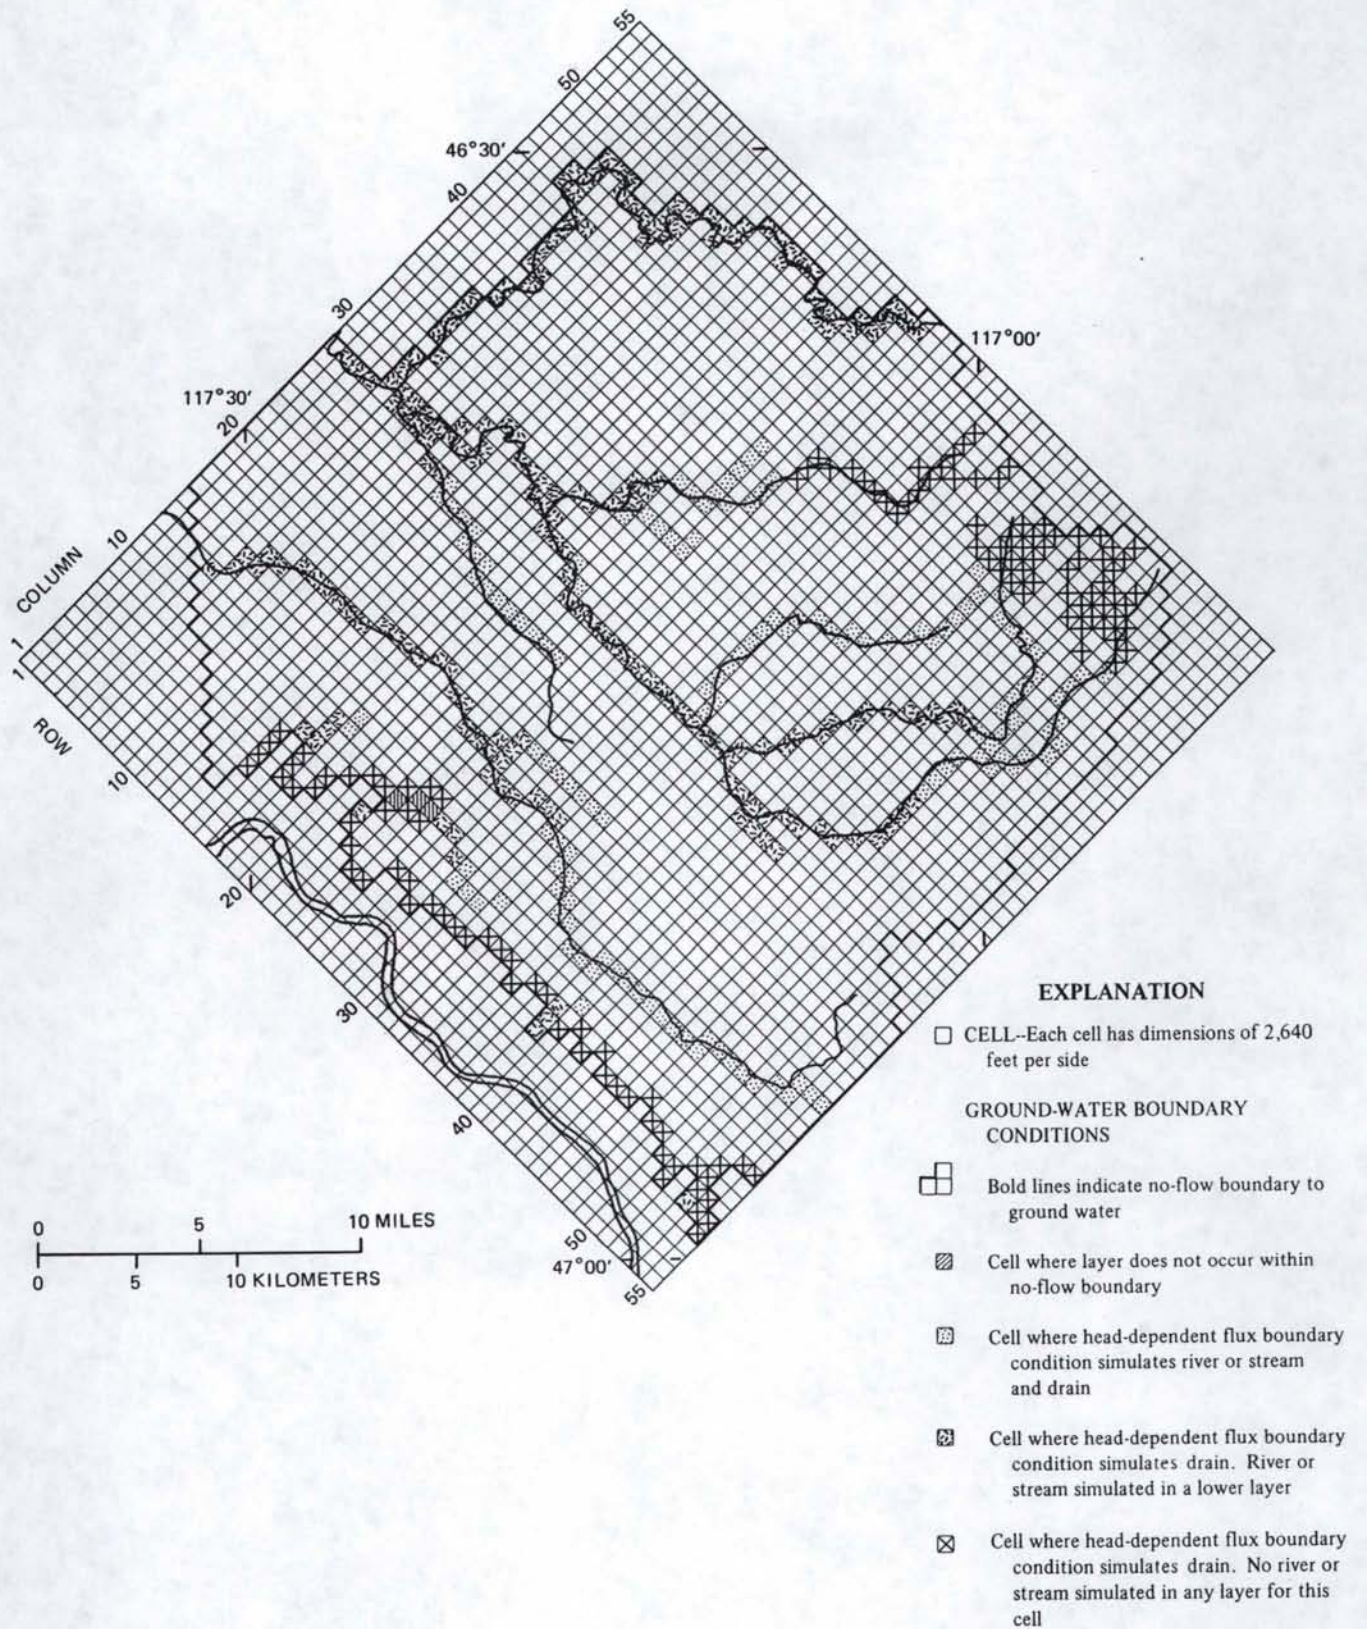 55
50
46°30'
40
30
117°00'
117°30'
20
10
COLUMN
1
1
ROW
10
20
30
40
50
47°00'
55
0 5 10 MILES
0 5 10 KILOMETERS
EXPLANATION
CELL--Each cell has dimensions of 2,640
feet per side
GROUND-WATER BOUNDARY
CONDITIONS
Bold lines indicate no-flow boundary to
ground water
Cell where layer does not occur within
no-flow boundary
Cell where head-dependent flux boundary
condition simulates river or stream
and drain
Cell where head-dependent flux boundary
condition simulates drain. River or
stream simulated in a lower layer
Cell where head-dependent flux boundary
condition simulates drain. No river or
stream simulated in any layer for this
cell